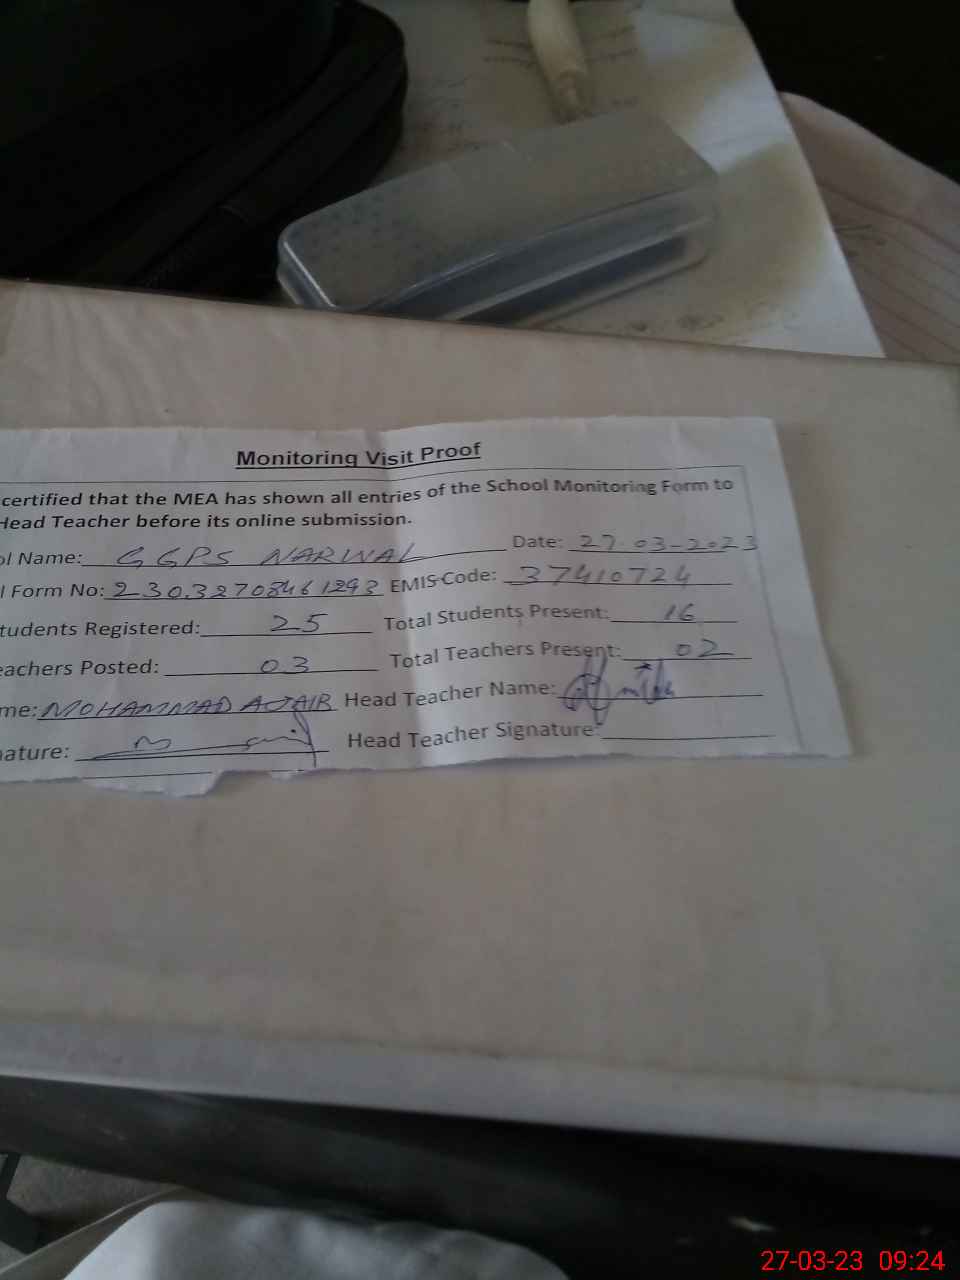 Monitoring Visit Proof
certified that the MEA has shown all entries of the School Monitoring Form to
Head Teacher before its online submission.
ol Name: GGPS NARWAL Date: 27-03-2023
l Form No: 2303270846 1293 EMIS Code: 37410724
tudents Registered: 25 Total Students Present: 16
eachers Posted: 03 Total Teachers Present: 02
me: MOHAMMAD Head Teacher Name:
ature: Head Teacher Signature:
27-03-23 09:24